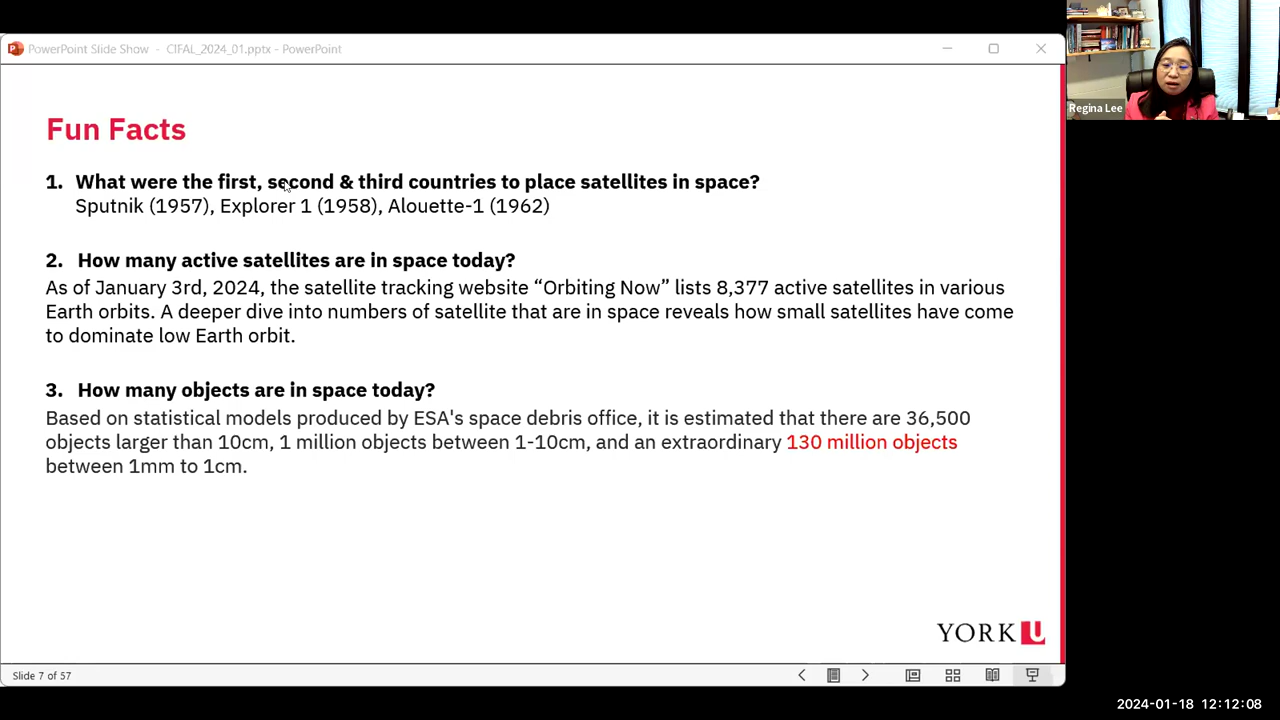 PowerPoint Slide Show - CIFAL_2024_01.pptx - PowerPoint
Regina Lee
Fun Facts
1. What were the first, second & third countries to place satellites in space?
Sputnik (1957), Explorer 1 (1958), Alouette-1 (1962)
2. How many active satellites are in space today?
As of January 3rd, 2024, the satellite tracking website “Orbiting Now” lists 8,377 active satellites in various
Earth orbits. A deeper dive into numbers of satellite that are in space reveals how small satellites have come
to dominate low Earth orbit.
3. How many objects are in space today?
Based on statistical models produced by ESA's space debris office, it is estimated that there are 36,500
objects larger than 10cm, 1 million objects between 1-10cm, and an extraordinary 130 million objects
between 1mm to 1cm.
YORK U
Slide 7 of 57
2024-01-18 12:12:08